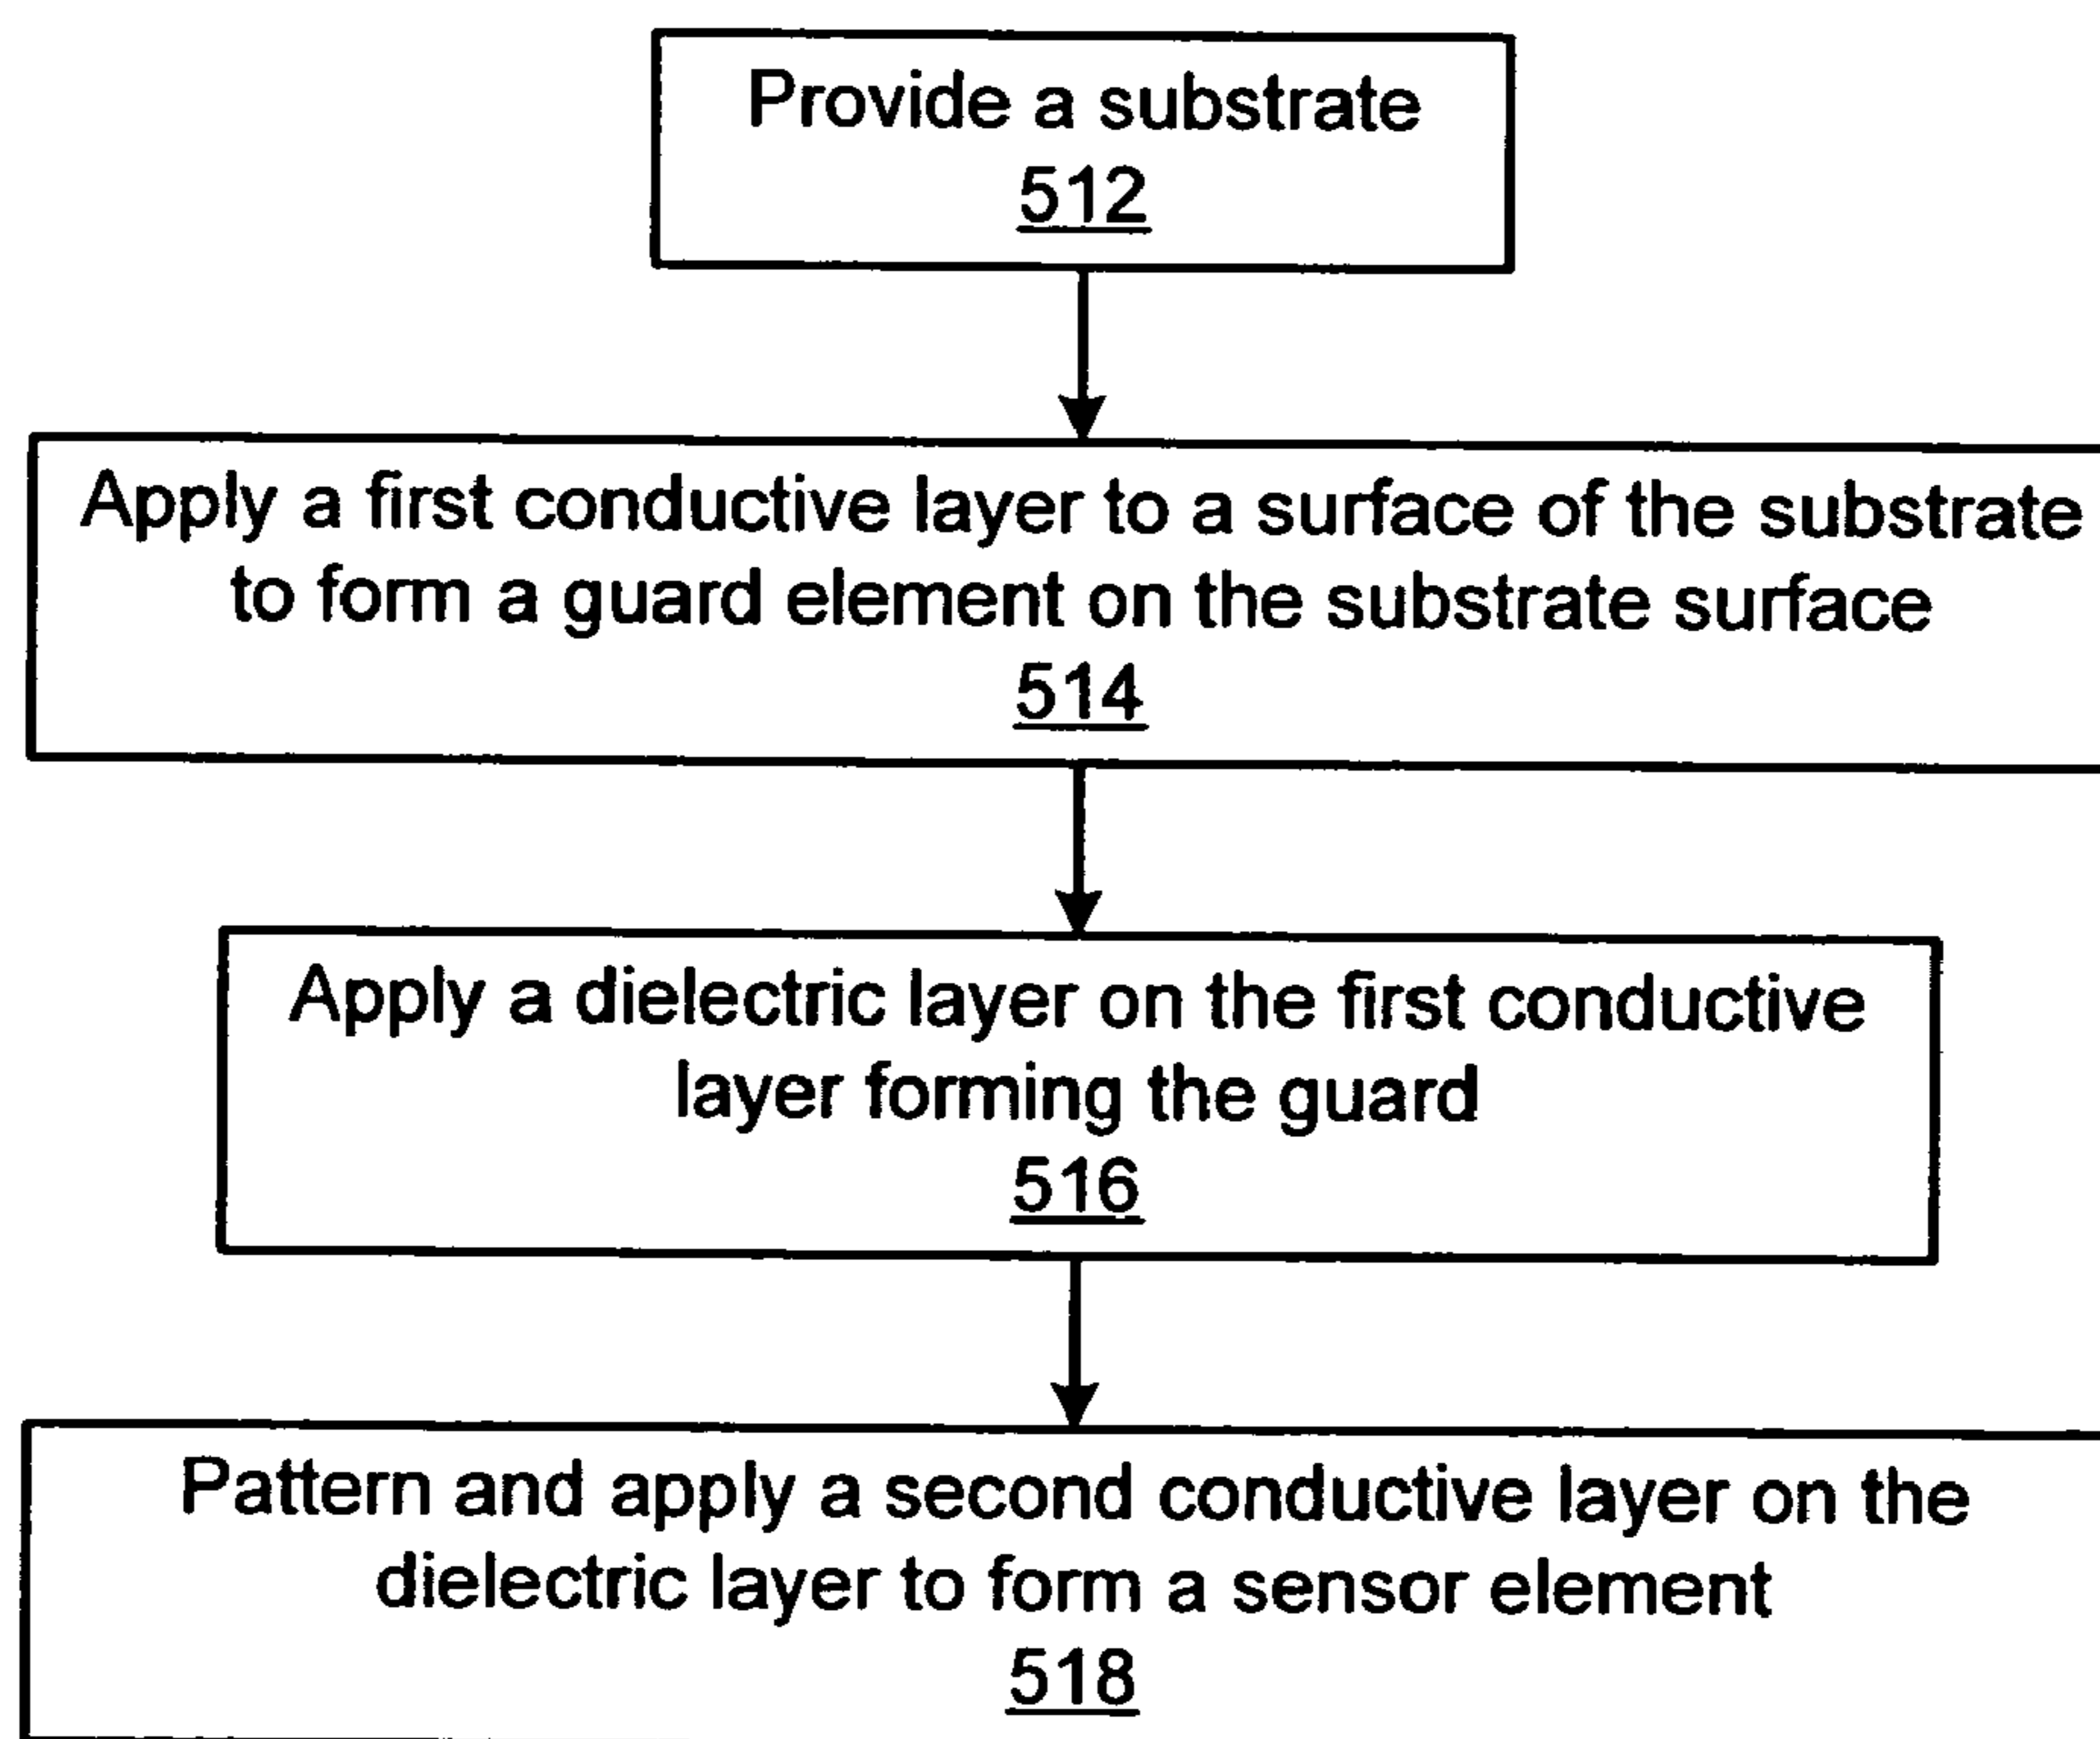 Provide a substrate
512
Apply a first conductive layer to a surface of the substrate
to form a guard element on the substrate surface
514
Apply a dielectric layer on the first conductive
layer forming the guard
516
Pattern and apply a second conductive layer on the
dielectric layer to form a sensor element
518